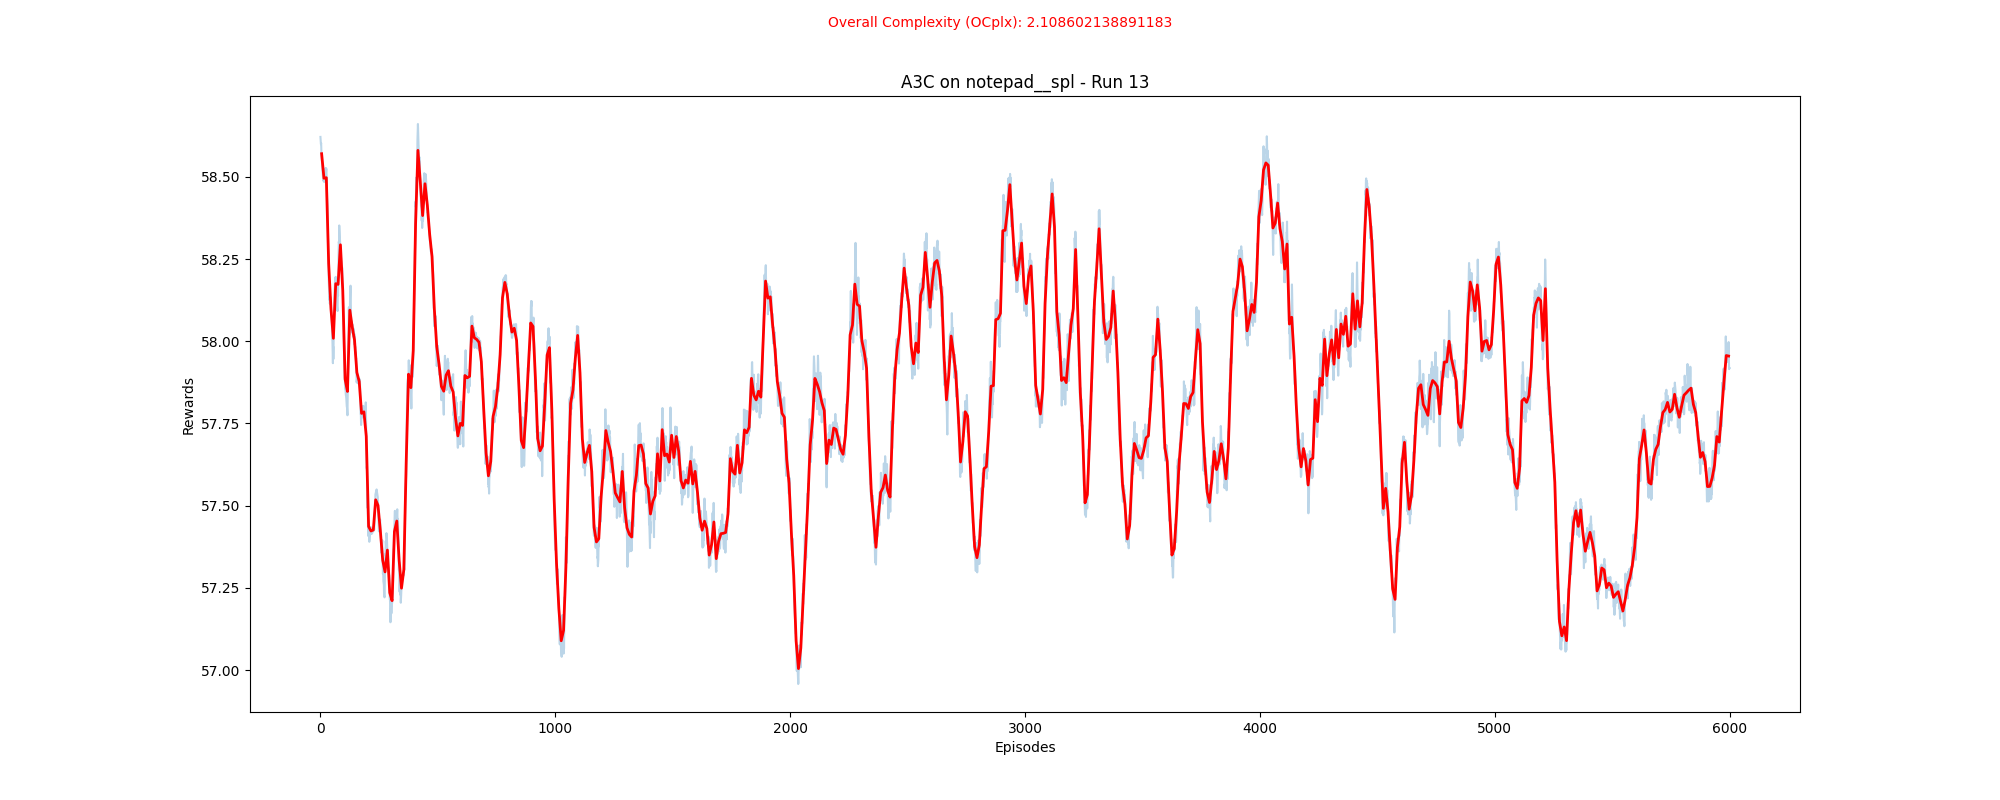 Overall Complexity (OCplx): 2.108602138891183
A3C on notepad__spl - Run 13
58.50
58.25
58.00
57.75
57.50
57.25
57.00
Rewards
0 1000 2000 3000 4000 5000 6000
Episodes